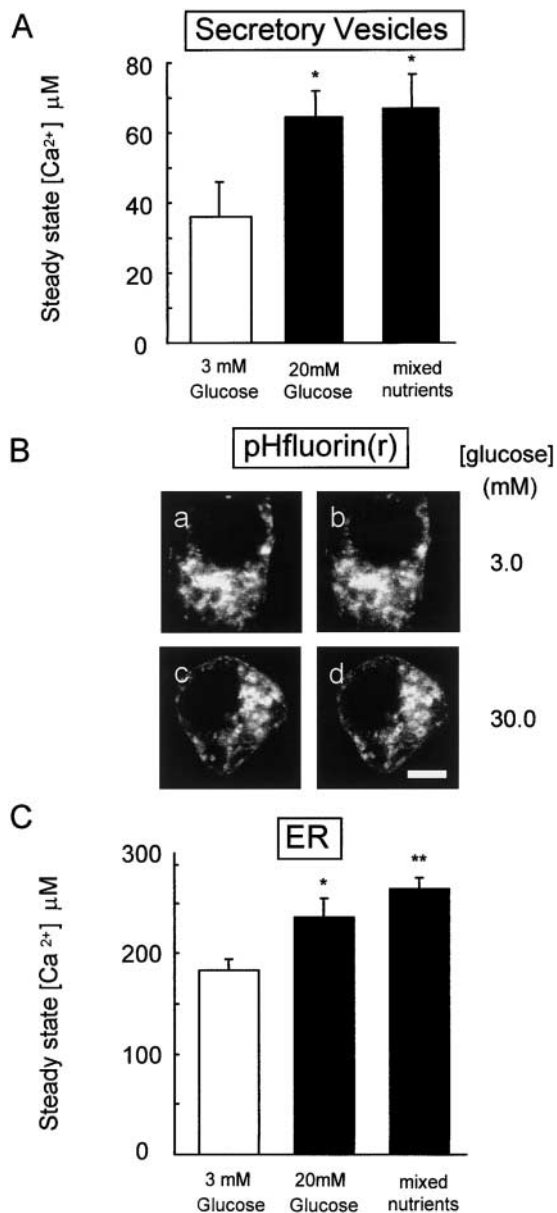 A
Secretory Vesicles
Steady state [Ca²⁺] μM
80
60
40
20
0
*
*
3 mM
Glucose
20mM
Glucose
mixed
nutrients
B
pHfluorin(r)
[glucose]
(mM)
a
b
3.0
c
d
30.0
C
ER
Steady state [Ca ²⁺] μM
300
200
100
0
*
**
3 mM
Glucose
20mM
Glucose
mixed
nutrients